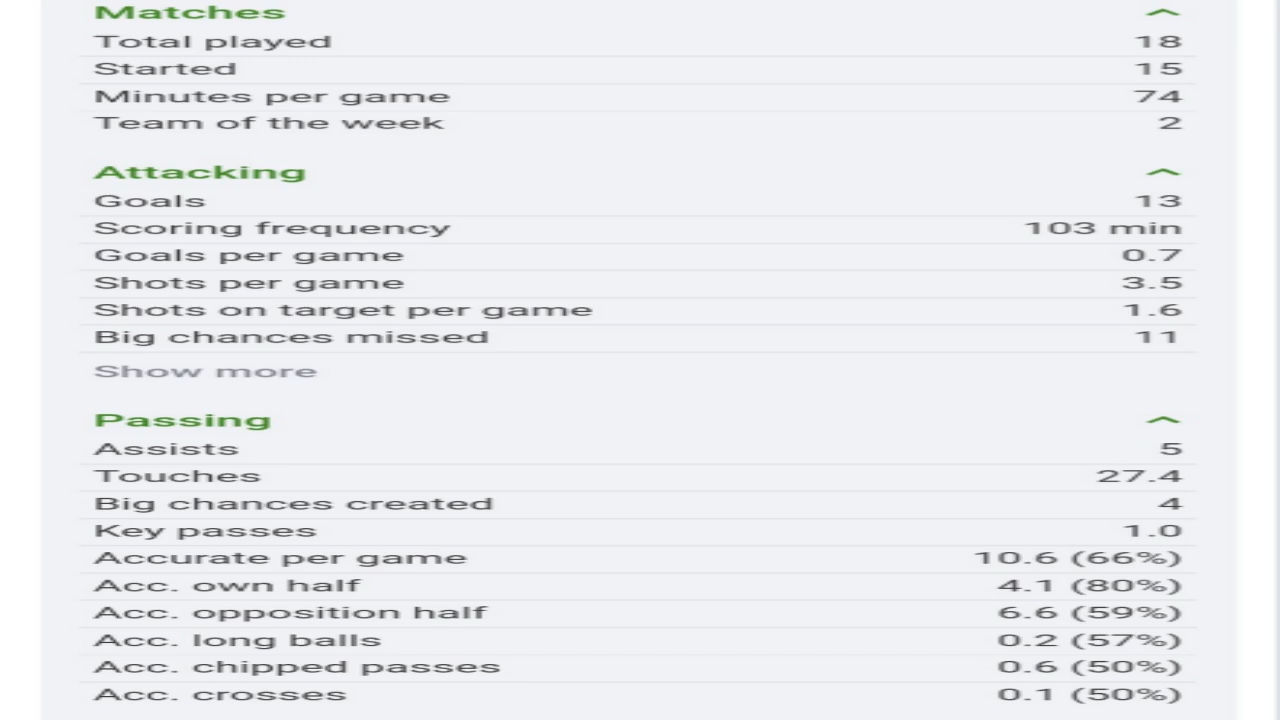 Matches
Total played 18
Started 15
Minutes per game 74
Team of the week 2
Attacking
Goals 13
Scoring frequency 103 min
Goals per game 0.7
Shots per game 3.5
Shots on target per game 1.6
Big chances missed 11
Show more
Passing
Assists 5
Touches 27.4
Big chances created 4
Key passes 1.0
Accurate per game 10.6 (66%)
Acc. own half 4.1 (80%)
Acc. opposition half 6.6 (59%)
Acc. long balls 0.2 (57%)
Acc. chipped passes 0.6 (50%)
Acc. crosses 0.1 (50%)